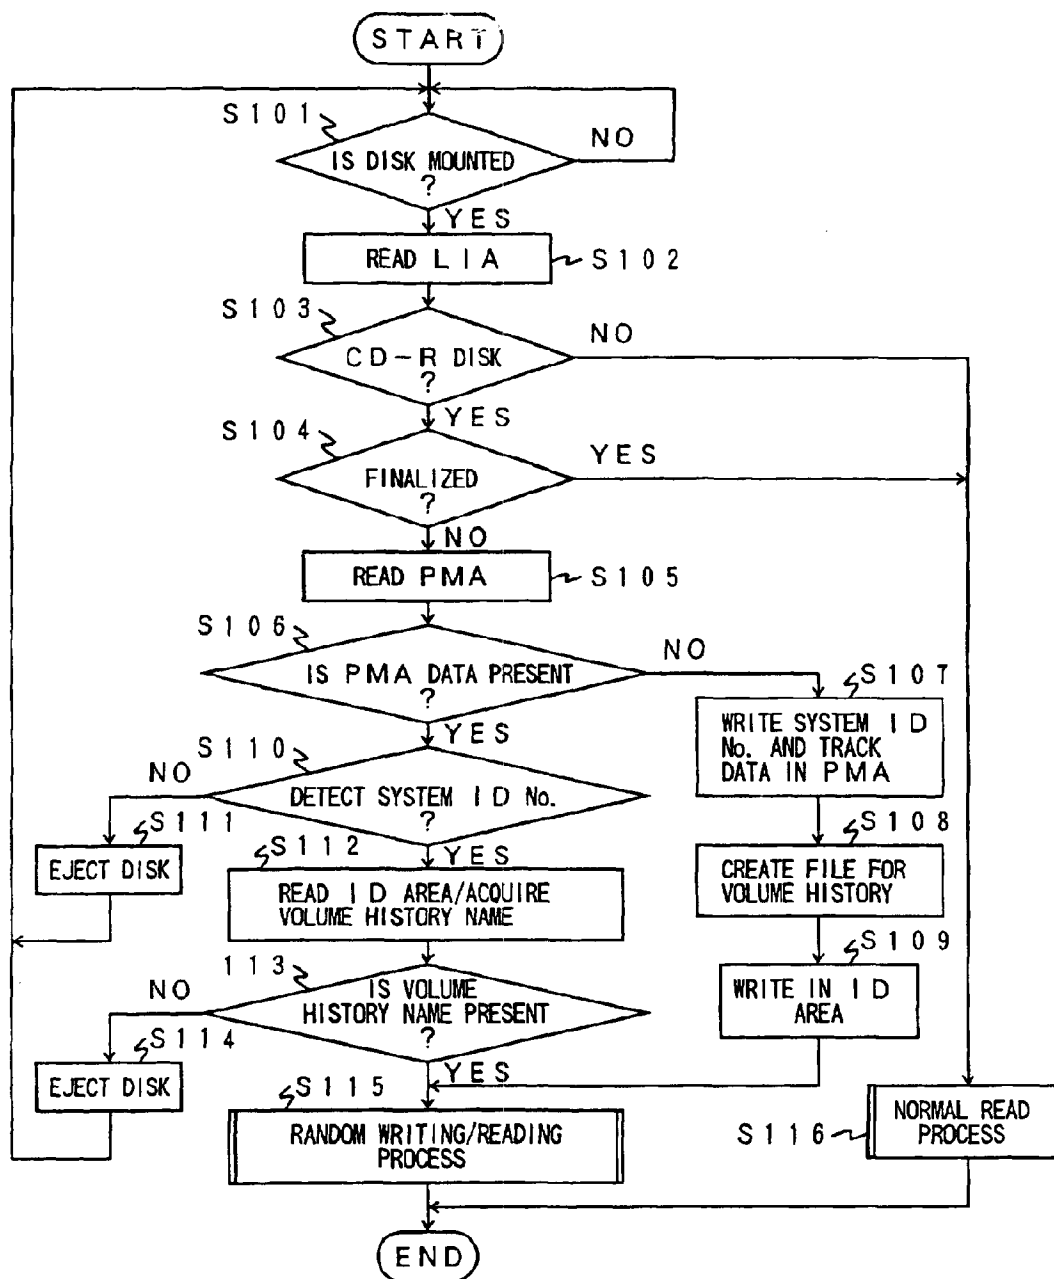 START
S101
NO
IS DISK MOUNTED
?
YES
READ LIA
S102
S103
NO
CD-R DISK
?
YES
S104
YES
FINALIZED
?
NO
READ PMA
S105
S106
NO
IS PMA DATA PRESENT
?
YES
S107
WRITE SYSTEM ID
No. AND TRACK
DATA IN PMA
S110
NO
DETECT SYSTEM ID No.
?
YES
S111
EJECT DISK
S108
CREATE FILE FOR
VOLUME HISTORY
S112
READ ID AREA/ACQUIRE
VOLUME HISTORY NAME
S109
WRITE IN ID
AREA
113
NO
IS VOLUME
HISTORY NAME PRESENT
?
YES
S114
EJECT DISK
S115
RANDOM WRITING/READING
PROCESS
S116
NORMAL READ
PROCESS
END